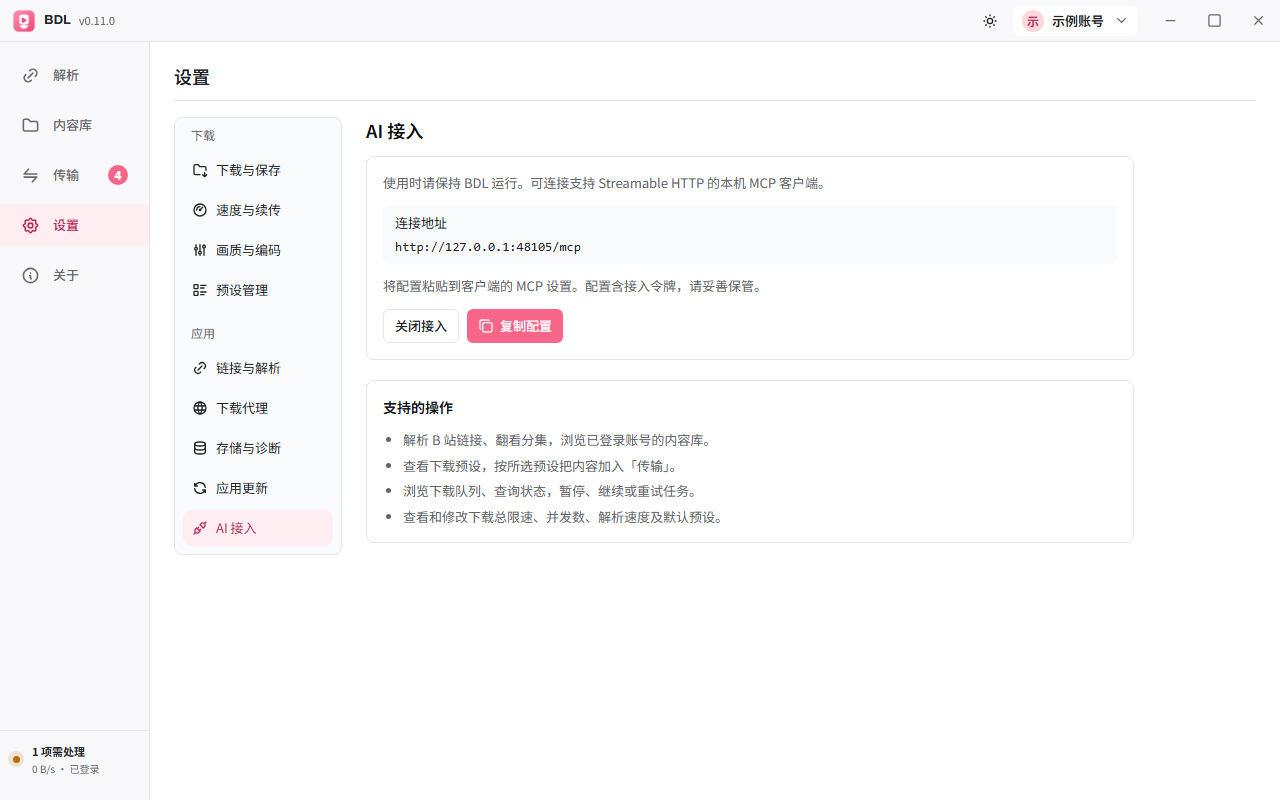 BDL v0.11.0
示 示例账号
解析
内容库
传输 4
设置
关于
1 项需处理
0 B/s · 已登录
设置
下载
下载与保存
速度与续传
画质与编码
预设管理
应用
链接与解析
下载代理
存储与诊断
应用更新
AI 接入
AI 接入
使用时请保持 BDL 运行。可连接支持 Streamable HTTP 的本机 MCP 客户端。
连接地址
http://127.0.0.1:48105/mcp
将配置粘贴到客户端的 MCP 设置。配置含接入令牌，请妥善保管。
关闭接入 复制配置
支持的操作
解析 B 站链接、翻看分集，浏览已登录账号的内容库。
查看下载预设，按所选预设把内容加入「传输」。
浏览下载队列、查询状态，暂停、继续或重试任务。
查看和修改下载总限速、并发数、解析速度及默认预设。